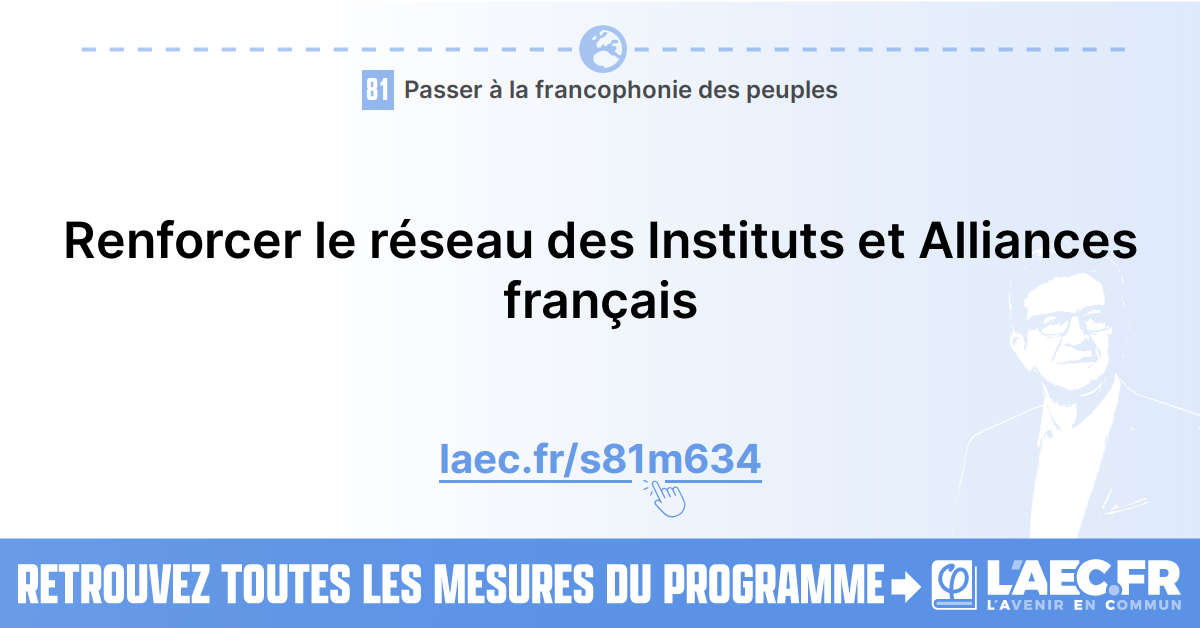 81 Passer à la francophonie des peuples
Renforcer le réseau des Instituts et Alliances
français
laec.fr/s81m634
RETROUVEZ TOUTES LES MESURES DU PROGRAMME
L'AEC.FR
L'AVENIR EN COMMUN